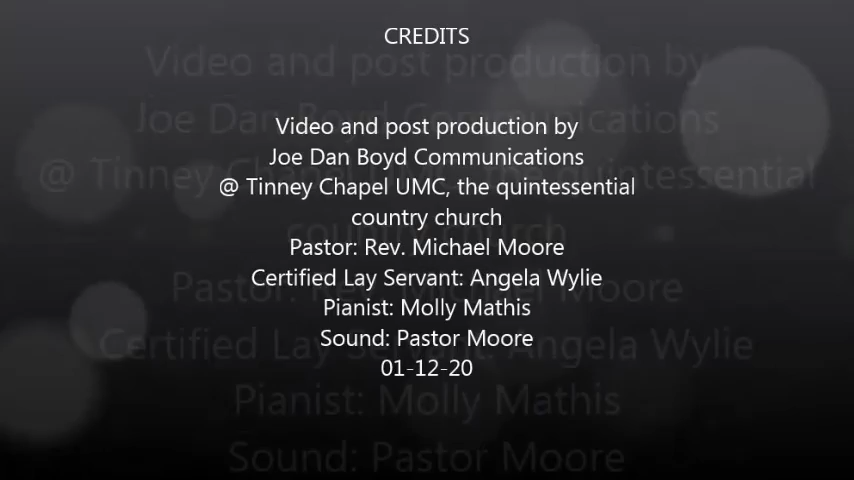 CREDITS
Video and post production by
Joe Dan Boyd Communications
@ Tinney Chapel UMC, the quintessential
country church
Pastor: Rev. Michael Moore
Certified Lay Servant: Angela Wylie
Pianist: Molly Mathis
Sound: Pastor Moore
01-12-20